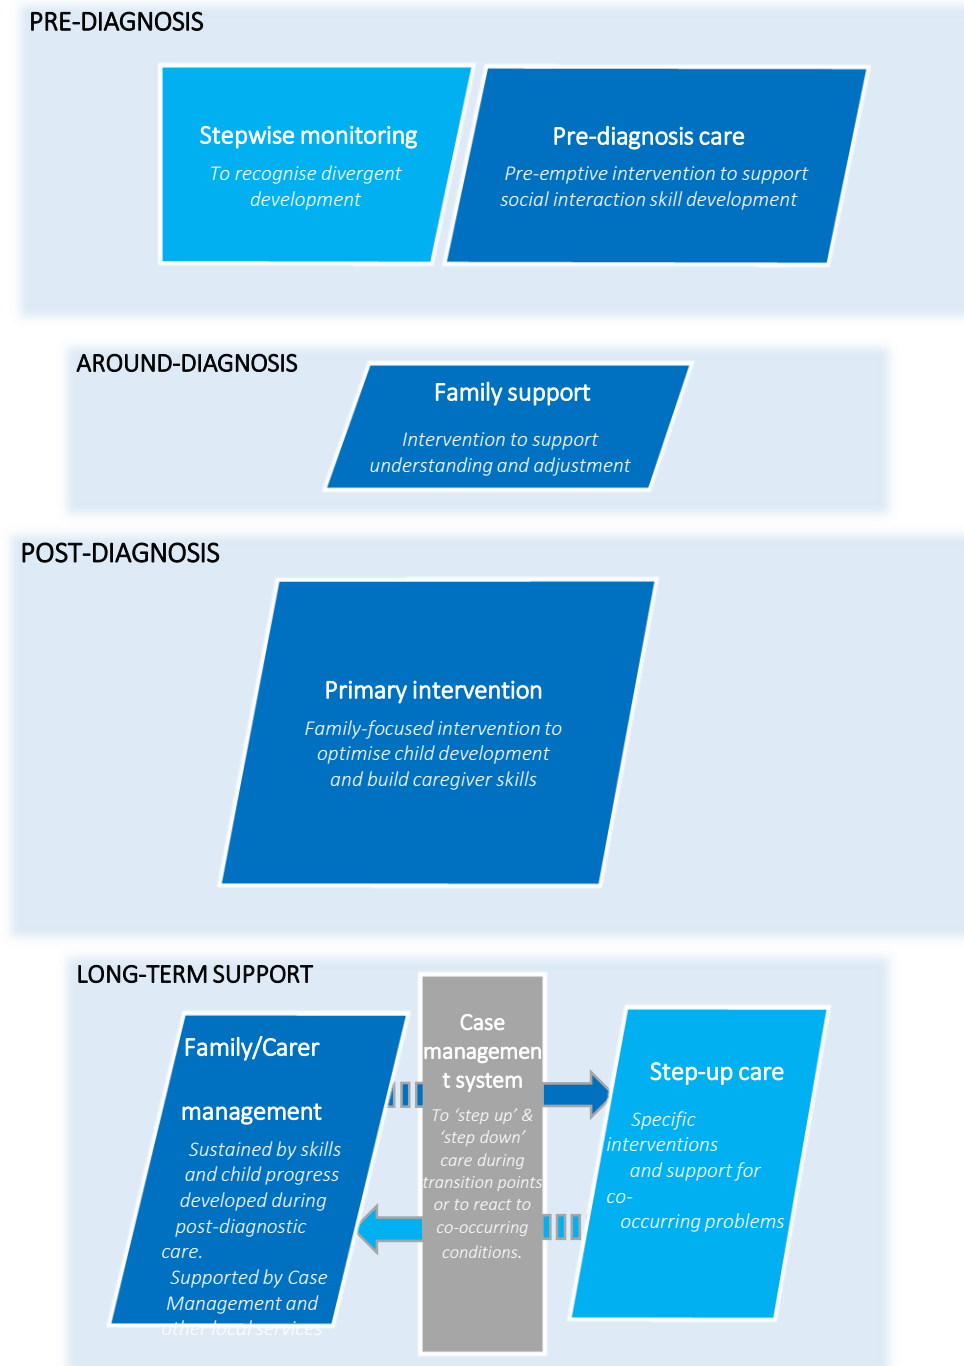 PRE-DIAGNOSIS
Stepwise monitoring
To recognise divergent
development
Pre-diagnosis care
Pre-emptive intervention to support
social interaction skill development
AROUND-DIAGNOSIS
Family support
Intervention to support
understanding and adjustment
POST-DIAGNOSIS
Primary intervention
Family-focused intervention to
optimise child development
and build caregiver skills
LONG-TERM SUPPORT
Family/Carer
management
Sustained by skills
and child progress
developed during
post-diagnostic
care.
Supported by Case
Management and
other local services
Case
managemen
t system
To ‘step up’ &
‘step down’
care during
transition points
or to react to
co-occurring
conditions.
Step-up care
Specific
interventions
and support for
co-
occurring problems